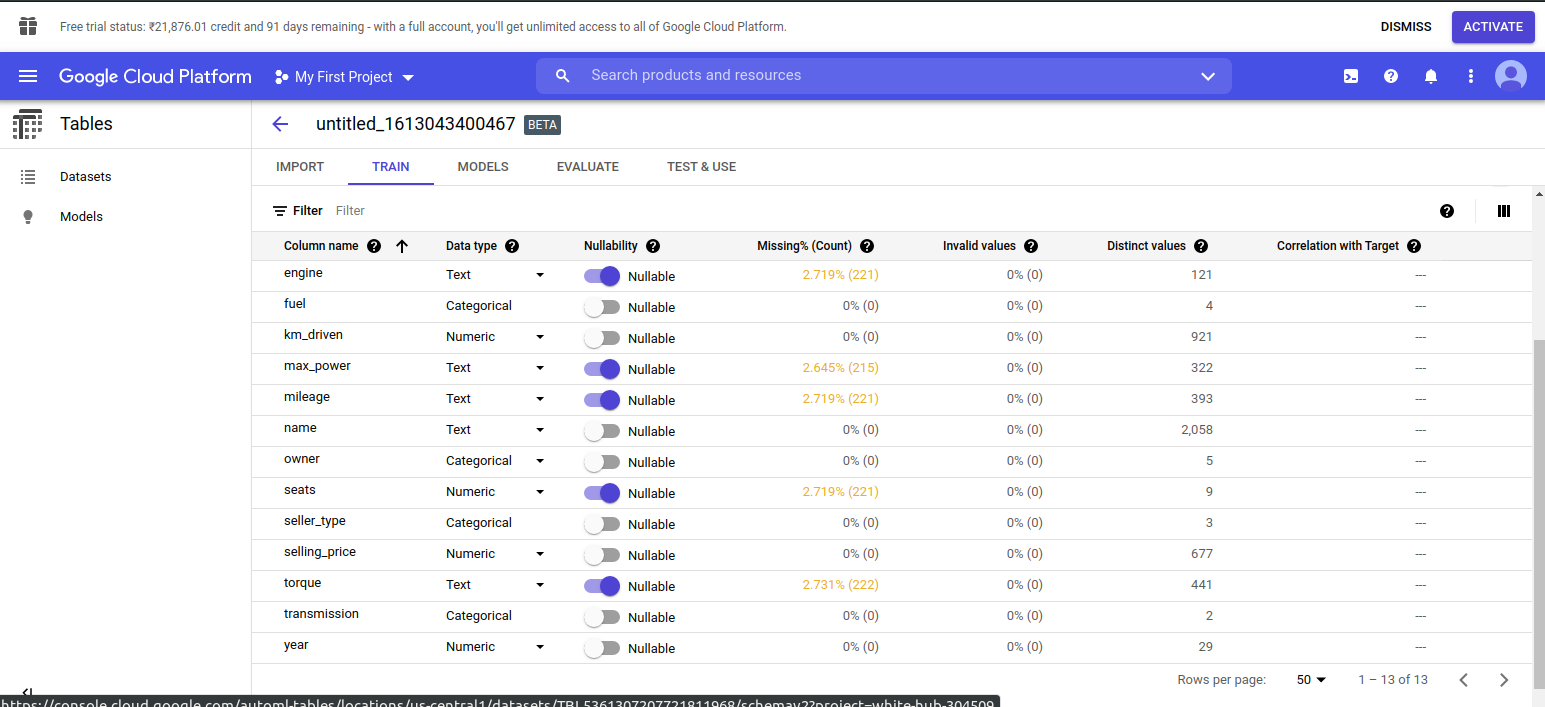 Free trial status: ₹21,876.01 credit and 91 days remaining - with a full account, you'll get unlimited access to all of Google Cloud Platform. DISMISS ACTIVATE
Google Cloud Platform My First Project Search products and resources
Tables untitled_1613043400467 BETA
IMPORT TRAIN MODELS EVALUATE TEST & USE
Datasets
Models
Filter Filter
Column name Data type Nullability Missing% (Count) Invalid values Distinct values Correlation with Target
engine Text Nullable 2.719% (221) 0% (0) 121 ---
fuel Categorical Nullable 0% (0) 0% (0) 4 ---
km_driven Numeric Nullable 0% (0) 0% (0) 921 ---
max_power Text Nullable 2.645% (215) 0% (0) 322 ---
mileage Text Nullable 2.719% (221) 0% (0) 393 ---
name Text Nullable 0% (0) 0% (0) 2,058 ---
owner Categorical Nullable 0% (0) 0% (0) 5 ---
seats Numeric Nullable 2.719% (221) 0% (0) 9 ---
seller_type Categorical Nullable 0% (0) 0% (0) 3 ---
selling_price Numeric Nullable 0% (0) 0% (0) 677 ---
torque Text Nullable 2.731% (222) 0% (0) 441 ---
transmission Categorical Nullable 0% (0) 0% (0) 2 ---
year Numeric Nullable 0% (0) 0% (0) 29 ---
Rows per page: 50 1 – 13 of 13
https://console.cloud.google.com/automl-tables/locations/us-central1/datasets/TBL5361307207721811968/schemav2?project=white-hub-304509